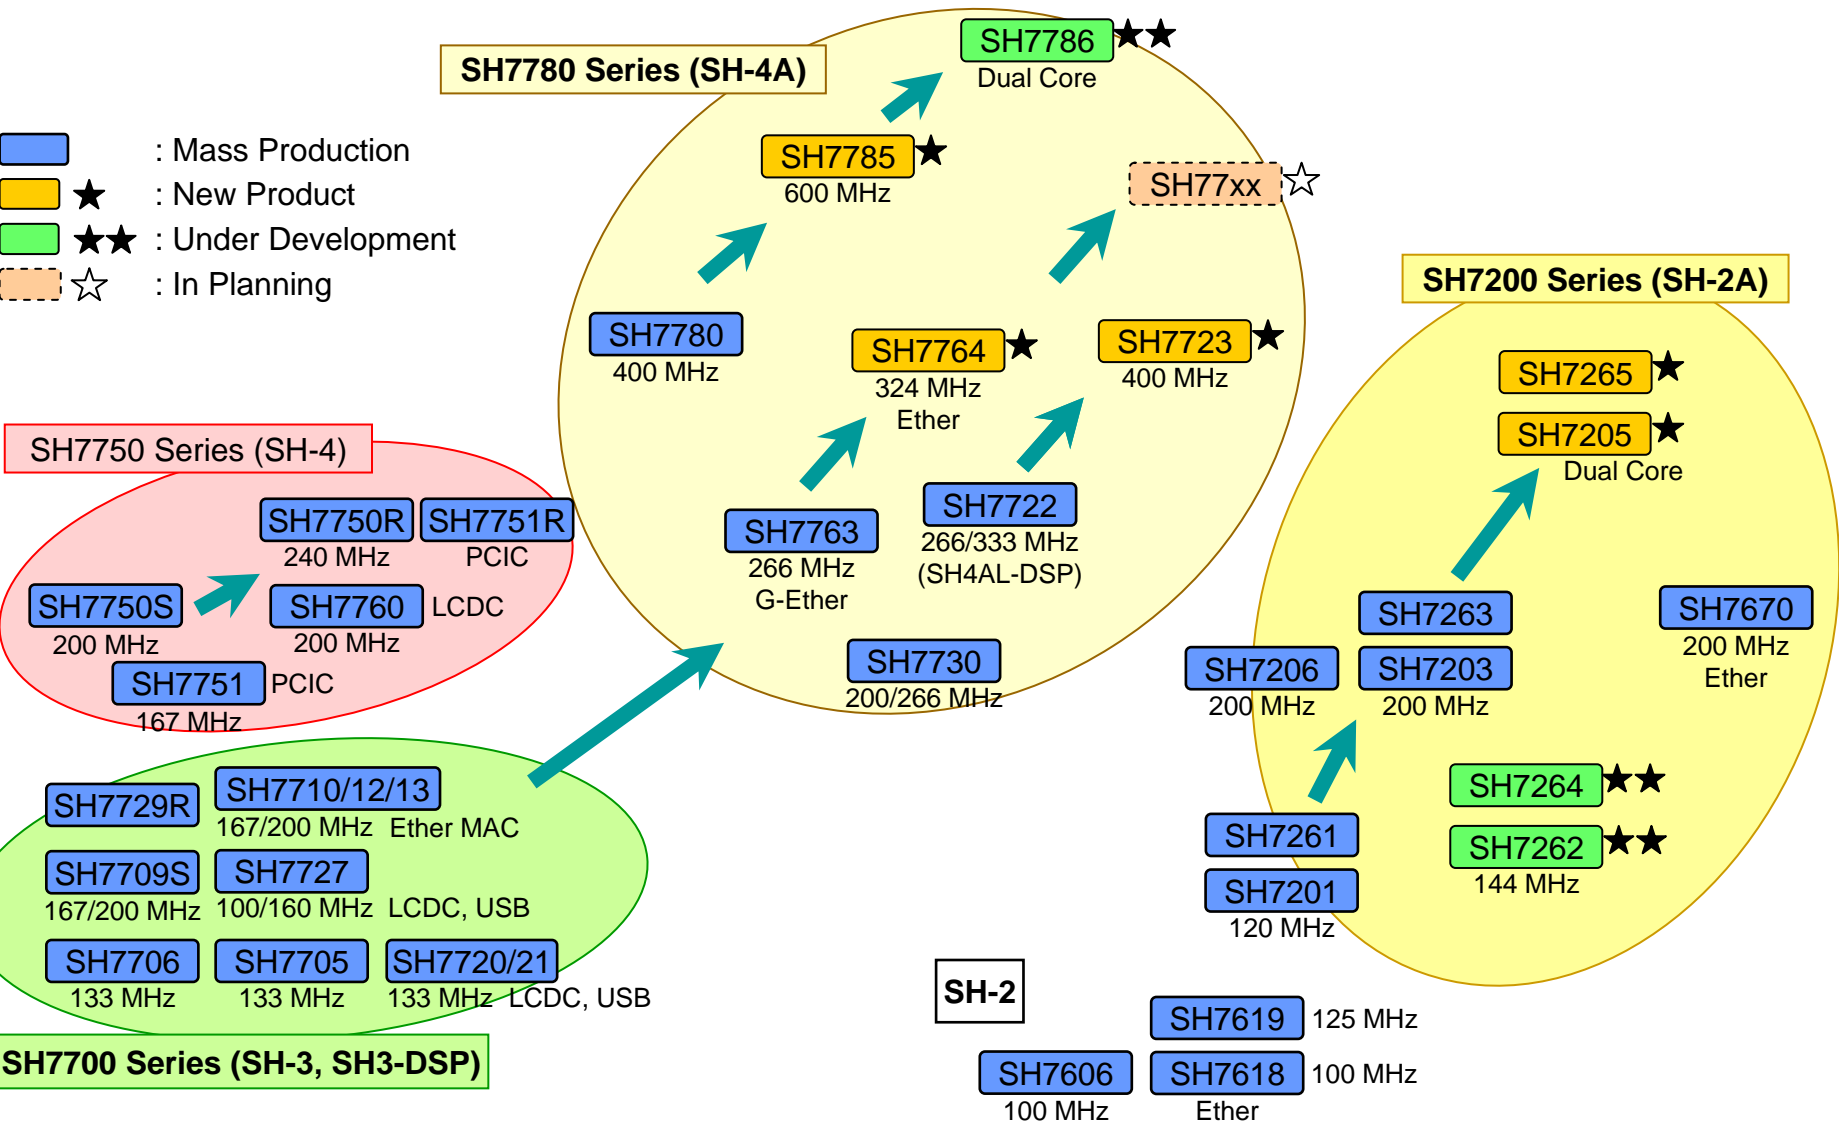 SH7780 Series (SH-4A)
SH7786
Dual Core
SH7785
600 MHz
SH77xx
: Mass Production
: New Product
: Under Development
: In Planning
SH7780
400 MHz
SH7764
324 MHz
Ether
SH7723
400 MHz
SH7763
266 MHz
G-Ether
SH7722
266/333 MHz
(SH4AL-DSP)
SH7730
200/266 MHz
SH7200 Series (SH-2A)
SH7265
SH7205
Dual Core
SH7263
SH7206
200 MHz
SH7203
200 MHz
SH7670
200 MHz
Ether
SH7264
SH7262
144 MHz
SH7261
SH7201
120 MHz
SH7750 Series (SH-4)
SH7750R
240 MHz
SH7751R
PCIC
SH7750S
200 MHz
SH7760 LCDC
200 MHz
SH7751 PCIC
167 MHz
SH7729R
SH7710/12/13
167/200 MHz Ether MAC
SH7709S
167/200 MHz
SH7727
100/160 MHz LCDC, USB
SH7706
133 MHz
SH7705
133 MHz
SH7720/21
133 MHz LCDC, USB
SH7700 Series (SH-3, SH3-DSP)
SH-2
SH7619 125 MHz
SH7606
100 MHz
SH7618 100 MHz
Ether